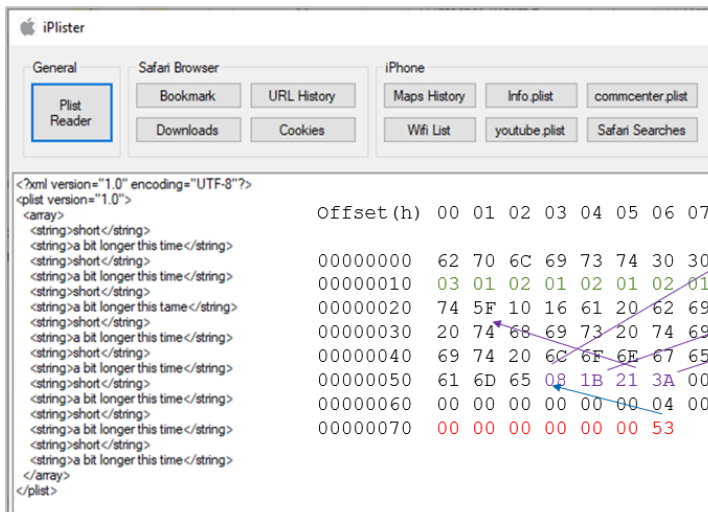 iPlister
General
Safari Browser
iPhone
Plist Reader
Bookmark
URL History
Maps History
Info.plist
commcenter.plist
Downloads
Cookies
Wifi List
youtube.plist
Safari Searches
<?xml version="1.0" encoding="UTF-8"?>
<plist version="1.0">
<array>
<string>short</string>
<string>a bit longer this time</string>
<string>short</string>
<string>a bit longer this time</string>
<string>short</string>
<string>a bit longer this tame</string>
<string>short</string>
<string>a bit longer this time</string>
<string>short</string>
<string>a bit longer this time</string>
<string>short</string>
<string>a bit longer this time</string>
<string>short</string>
<string>a bit longer this time</string>
<string>short</string>
<string>a bit longer this time</string>
</array>
</plist>
Offset(h) 00 01 02 03 04 05 06 07
00000000 62 70 6C 69 73 74 30 30
00000010 03 01 02 01 02 01 02 01
00000020 74 5F 10 16 61 20 62 69
00000030 20 74 68 69 73 20 74 69
00000040 69 74 20 6C 6F 6E 67 65
00000050 61 6D 65 08 1B 21 3A 00
00000060 00 00 00 00 00 00 04 00
00000070 00 00 00 00 00 00 53